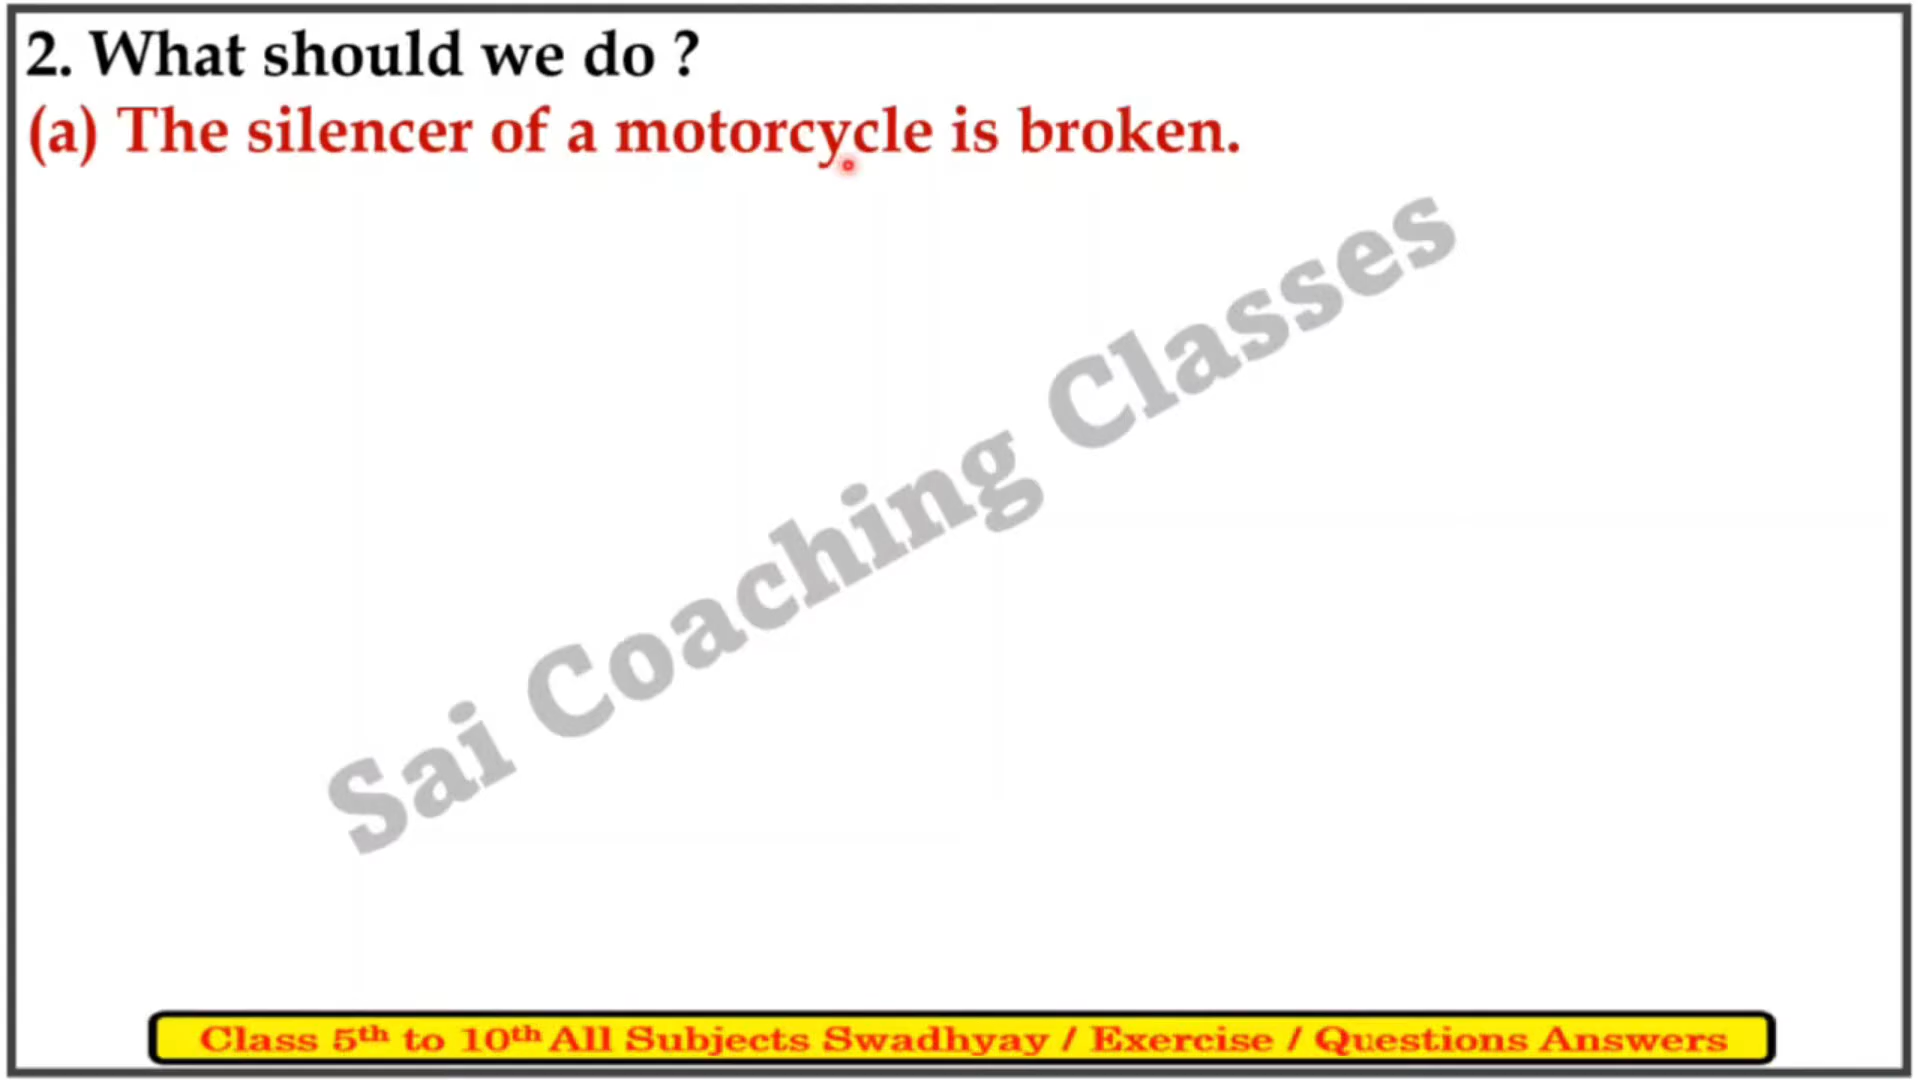 2. What should we do ?
(a) The silencer of a motorcycle is broken.
Sai Coaching Classes
Class 5th to 10th All Subjects Swadhyay / Exercise / Questions Answers